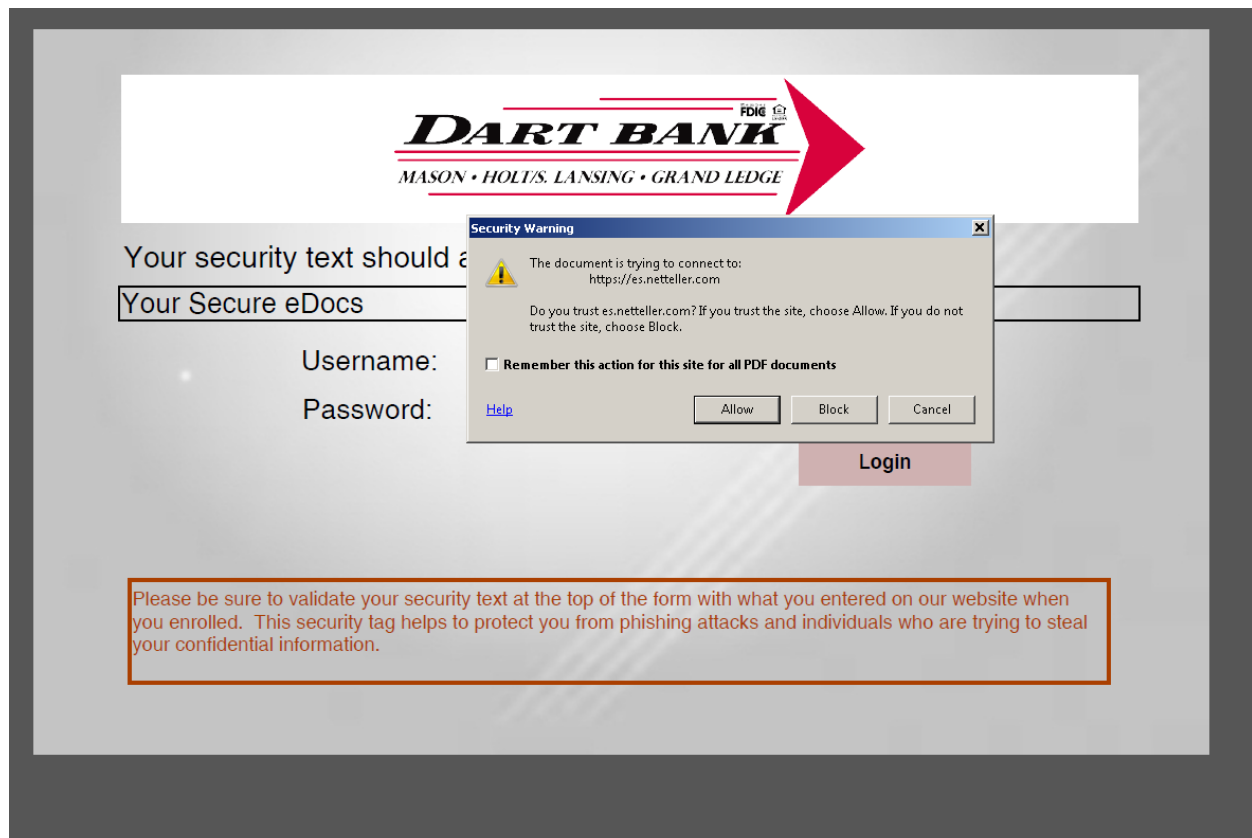 FDIC
DART BANK
MASON • HOLT/S. LANSING • GRAND LEDGE
Security Warning
Your security text should a
The document is trying to connect to:
https://es.netteller.com
Do you trust es.netteller.com? If you trust the site, choose Allow. If you do not
trust the site, choose Block.
Your Secure eDocs
Remember this action for this site for all PDF documents
Username:
Password:
Help
Allow
Block
Cancel
Login
Please be sure to validate your security text at the top of the form with what you entered on our website when
you enrolled. This security tag helps to protect you from phishing attacks and individuals who are trying to steal
your confidential information.